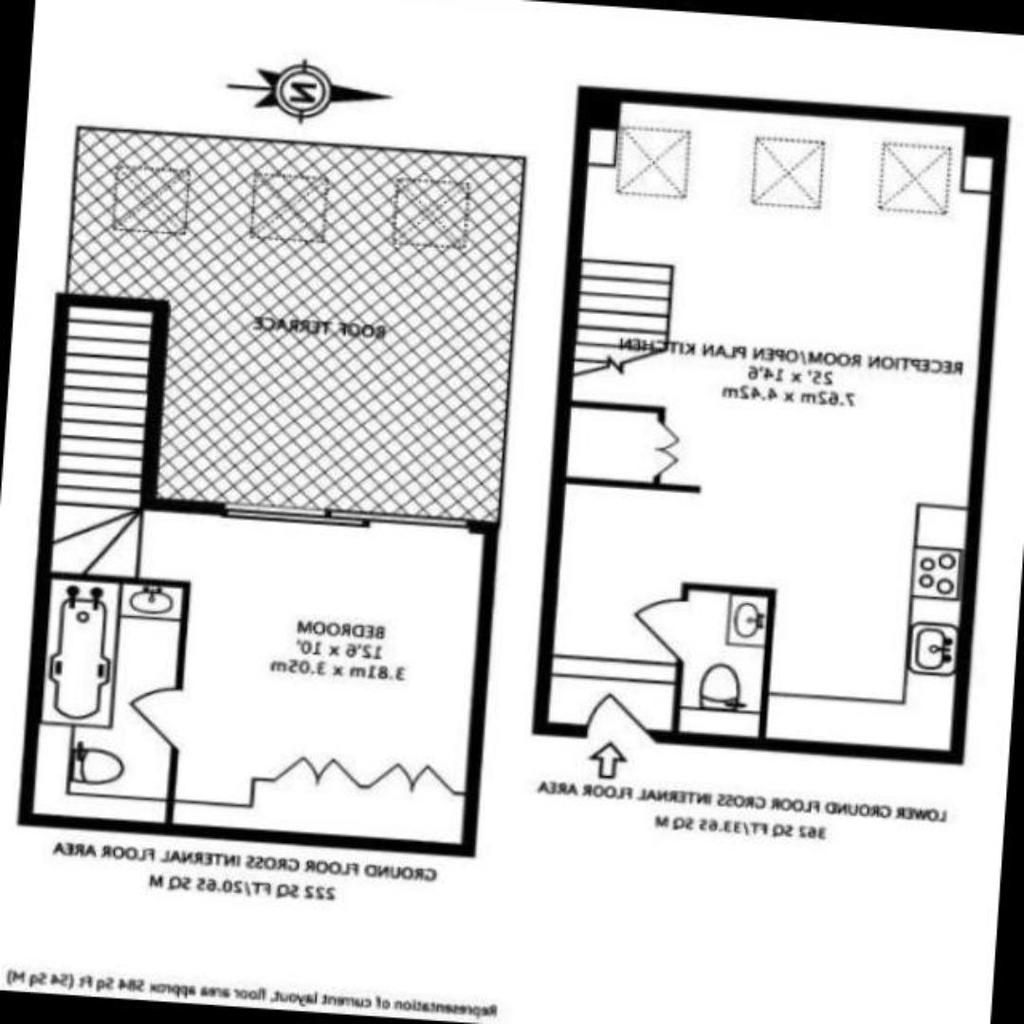 N
ROOF TERRACE
RECEPTION ROOM/OPEN PLAN KITCHEN
25' x 14'6
7.62m x 4.42m
BEDROOM
12'6 x 10'
3.81m x 3.05m
LOWER GROUND FLOOR GROSS INTERNAL FLOOR AREA
362 SQ FT/33.65 SQ M
GROUND FLOOR GROSS INTERNAL FLOOR AREA
222 SQ FT/20.65 SQ M
Representation of current layout, floor area approx 584 Sq Ft (54 Sq M)